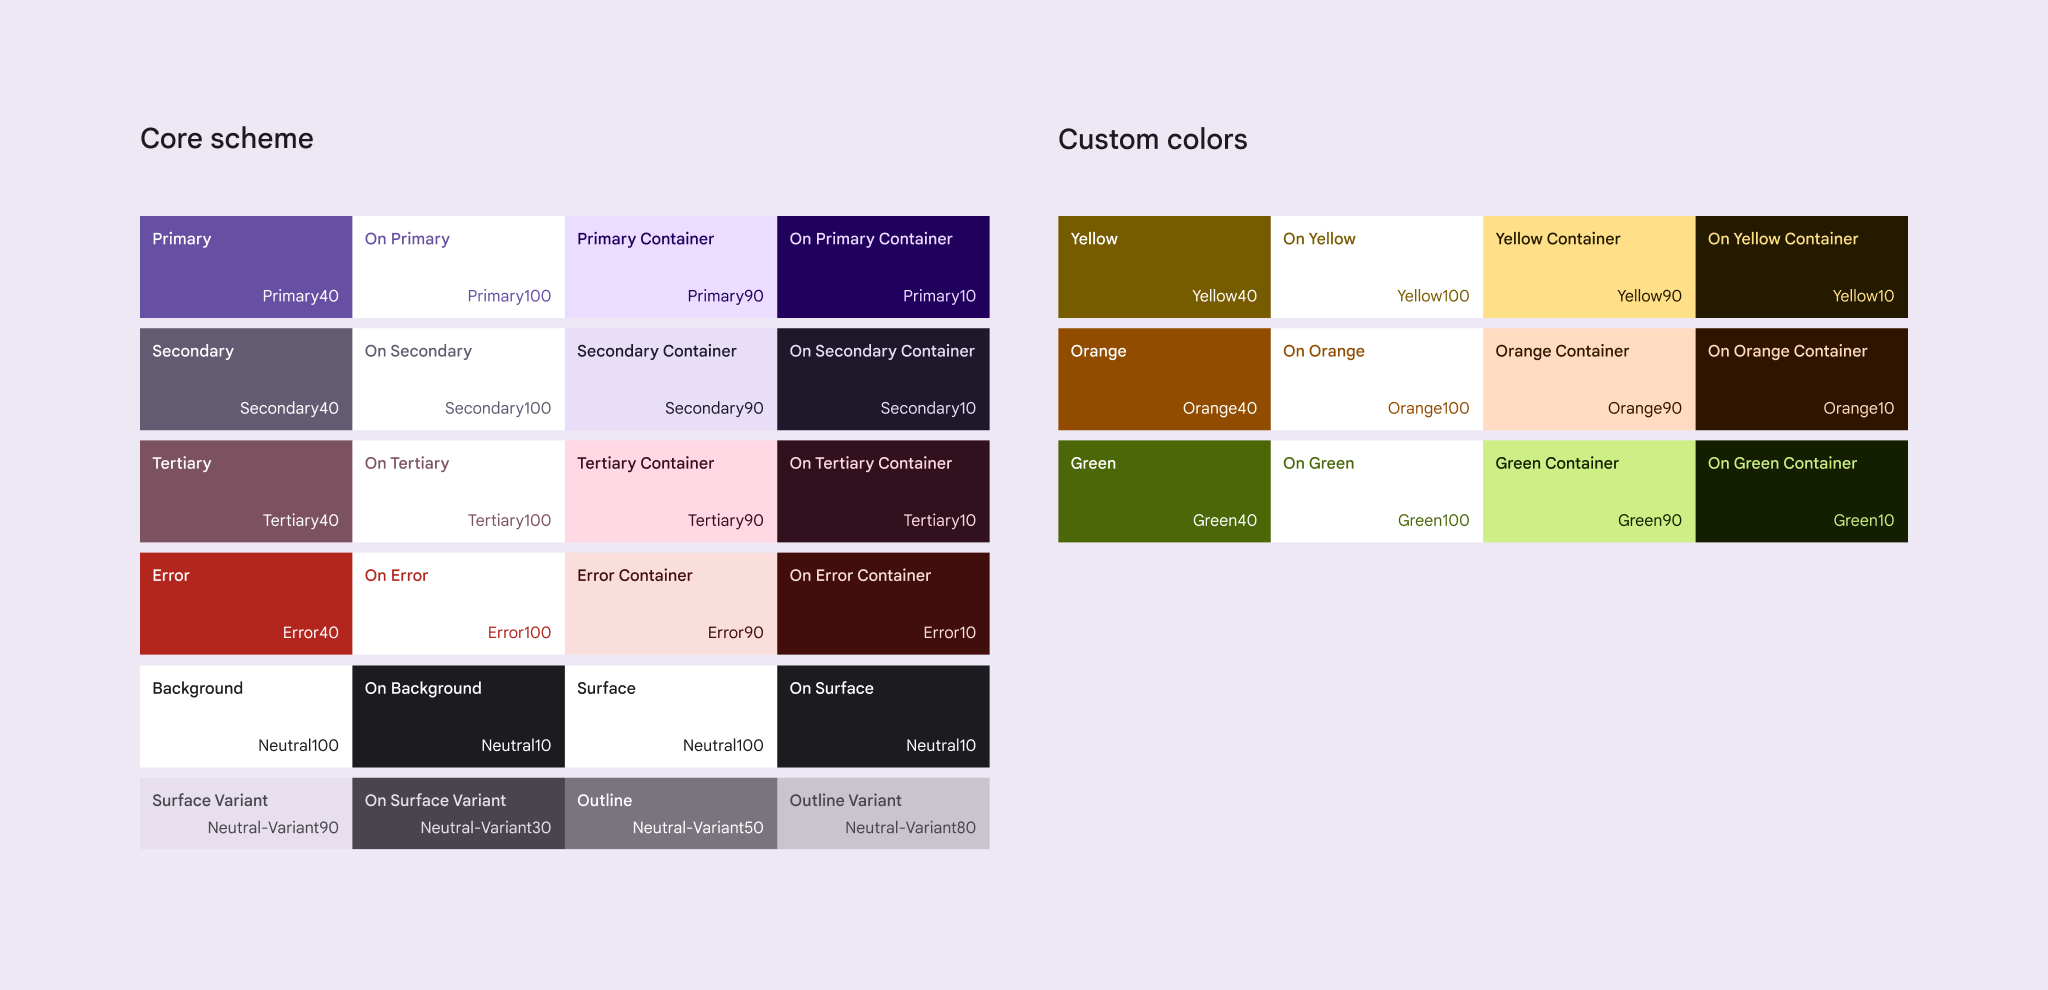 Core scheme
Primary
Primary40
On Primary
Primary100
Primary Container
Primary90
On Primary Container
Primary10
Secondary
Secondary40
On Secondary
Secondary100
Secondary Container
Secondary90
On Secondary Container
Secondary10
Tertiary
Tertiary40
On Tertiary
Tertiary100
Tertiary Container
Tertiary90
On Tertiary Container
Tertiary10
Error
Error40
On Error
Error100
Error Container
Error90
On Error Container
Error10
Background
Neutral100
On Background
Neutral10
Surface
Neutral100
On Surface
Neutral10
Surface Variant
Neutral-Variant90
On Surface Variant
Neutral-Variant30
Outline
Neutral-Variant50
Outline Variant
Neutral-Variant80
Custom colors
Yellow
Yellow40
On Yellow
Yellow100
Yellow Container
Yellow90
On Yellow Container
Yellow10
Orange
Orange40
On Orange
Orange100
Orange Container
Orange90
On Orange Container
Orange10
Green
Green40
On Green
Green100
Green Container
Green90
On Green Container
Green10